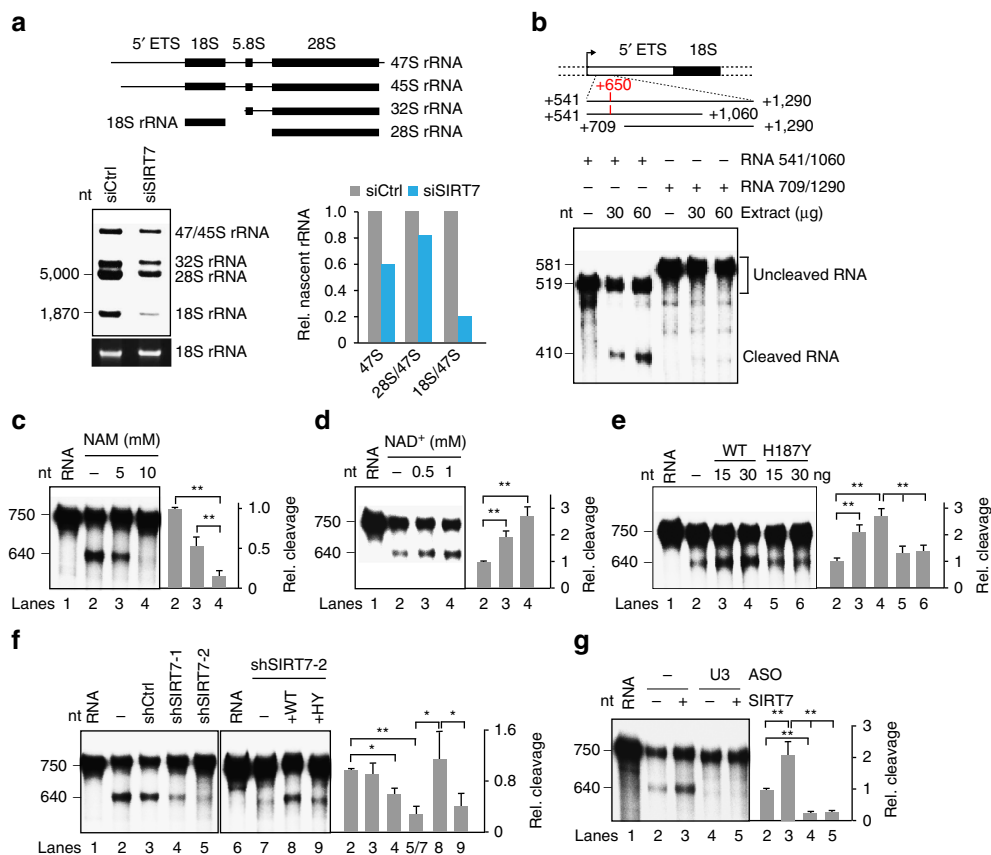 a
5′ ETS 18S 5.8S 28S
47S rRNA
45S rRNA
32S rRNA
18S rRNA
28S rRNA
nt siCtrl siSIRT7
47/45S rRNA
32S rRNA
5,000 28S rRNA
1,870 18S rRNA
18S rRNA
siCtrl siSIRT7
Rel. nascent rRNA
1.0
0.8
0.6
0.4
0.2
0
47S 28S/47S 18S/47S
b
5′ ETS 18S
+650
+541 +1,290
+541 +1,060
+709 +1,290
+ + + – – – RNA 541/1060
– – – + + + RNA 709/1290
nt – 30 60 – 30 60 Extract (μg)
581
519
Uncleaved RNA
410 Cleaved RNA
c
NAM (mM)
nt RNA – 5 10
750
640
Lanes 1 2 3 4
** **
1.0
0.5
0
Rel. cleavage
2 3 4
d
NAD+ (mM)
nt RNA – 0.5 1
750
640
Lanes 1 2 3 4
** **
3
2
1
0
Rel. cleavage
2 3 4
e
WT H187Y
nt RNA – 15 30 15 30 ng
750
640
Lanes 1 2 3 4 5 6
** **
3
2
1
0
Rel. cleavage
2 3 4 5 6
f
shSIRT7-2
nt RNA – shCtrl shSIRT7-1 shSIRT7-2 RNA – +WT +HY
750
640
Lanes 1 2 3 4 5 6 7 8 9
** * * *
1.6
0.8
0
Rel. cleavage
2 3 4 5/7 8 9
g
– U3 ASO
nt RNA – + – + SIRT7
750
640
Lanes 1 2 3 4 5
** ** **
3
2
1
0
Rel. cleavage
2 3 4 5